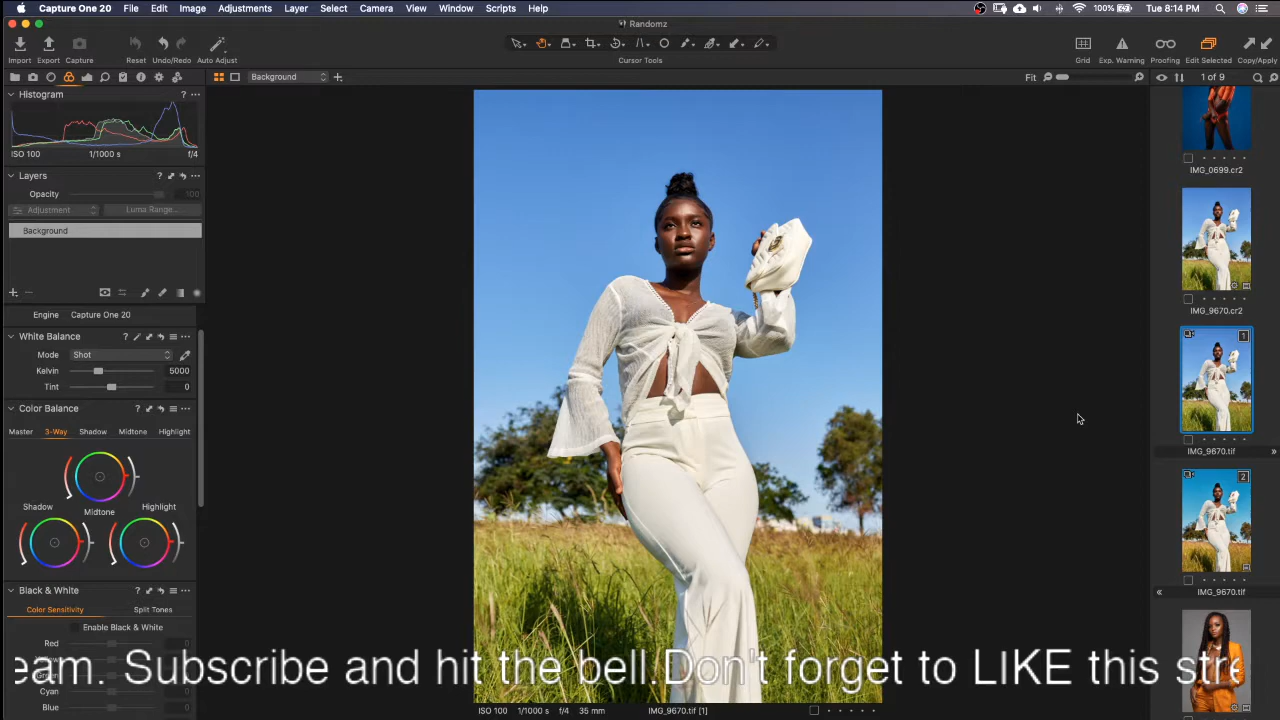 Capture One 20 File Edit Image Adjustments Layer Select Camera View Window Scripts Help 100% Tue 8:14 PM
Randomz
Import Export Capture Reset Undo/Redo Auto Adjust Cursor Tools Grid Exp. Warning Proofing Edit Selected Copy/Apply
Background Fit 1 of 9
Histogram
ISO 100 1/1000 s f/4
Layers
Opacity 100
Adjustment Luma Range...
Background
Engine Capture One 20
White Balance
Mode Shot
Kelvin 5000
Tint 0
Color Balance
Master 3-Way Shadow Midtone Highlight
Shadow Midtone Highlight
Black & White
Color Sensitivity Split Tones
Enable Black & White
Red 0
eam. Subscribe and hit the bell.Don't forget to LIKE this stre
Cyan 0
Blue 0
ISO 100 1/1000 s f/4 35 mm IMG_9670.tif [1]
IMG_0699.cr2
IMG_9670.cr2
1
IMG_9670.tif
2
IMG_9670.tif